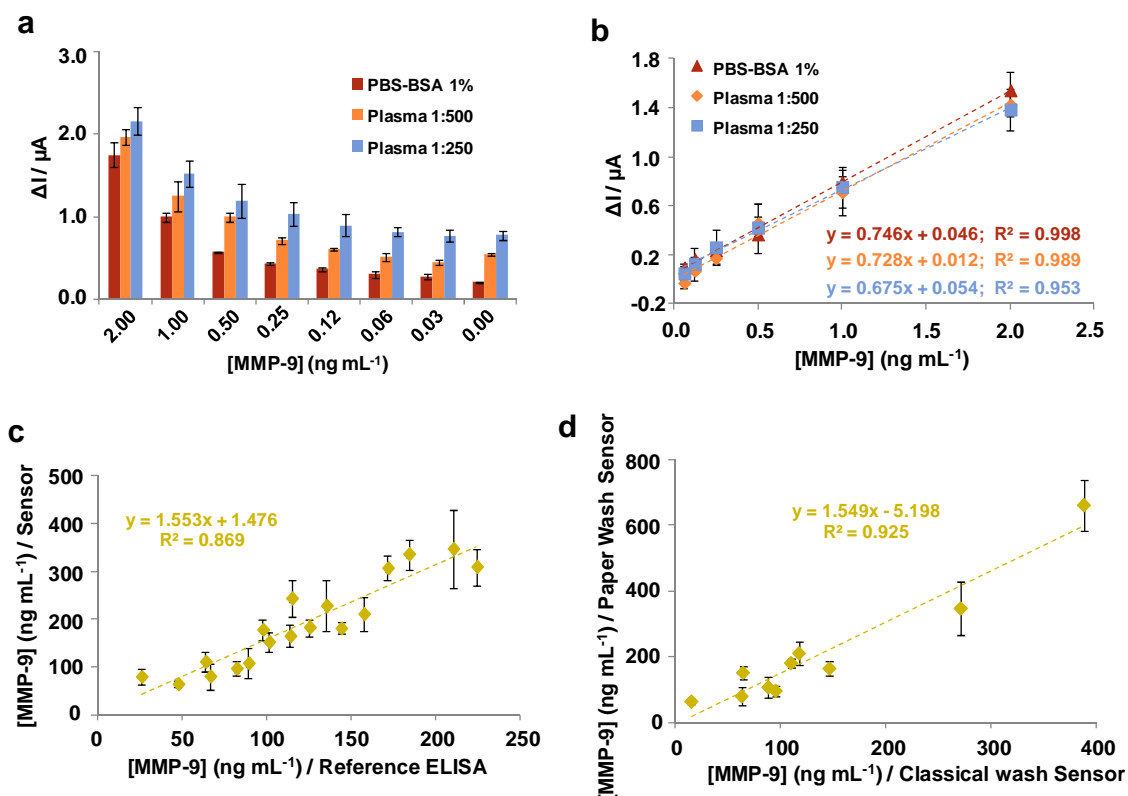 a
3.0
2.0
1.0
0.0
ΔI / μA
PBS-BSA 1%
Plasma 1:500
Plasma 1:250
2.00 1.00 0.50 0.25 0.12 0.06 0.03 0.00
[MMP-9] (ng mL⁻¹)
b
1.8
1.4
1.0
0.6
0.2
-0.2
ΔI / μA
PBS-BSA 1%
Plasma 1:500
Plasma 1:250
y = 0.746x + 0.046; R² = 0.998
y = 0.728x + 0.012; R² = 0.989
y = 0.675x + 0.054; R² = 0.953
0.0 0.5 1.0 1.5 2.0 2.5
[MMP-9] (ng mL⁻¹)
c
500
400
300
200
100
0
[MMP-9] (ng mL⁻¹) / Sensor
y = 1.553x + 1.476
R² = 0.869
0 50 100 150 200 250
[MMP-9] (ng mL⁻¹) / Reference ELISA
d
800
600
400
200
0
[MMP-9] (ng mL⁻¹) / Paper Wash Sensor
y = 1.549x - 5.198
R² = 0.925
0 100 200 300 400
[MMP-9] (ng mL⁻¹) / Classical wash Sensor